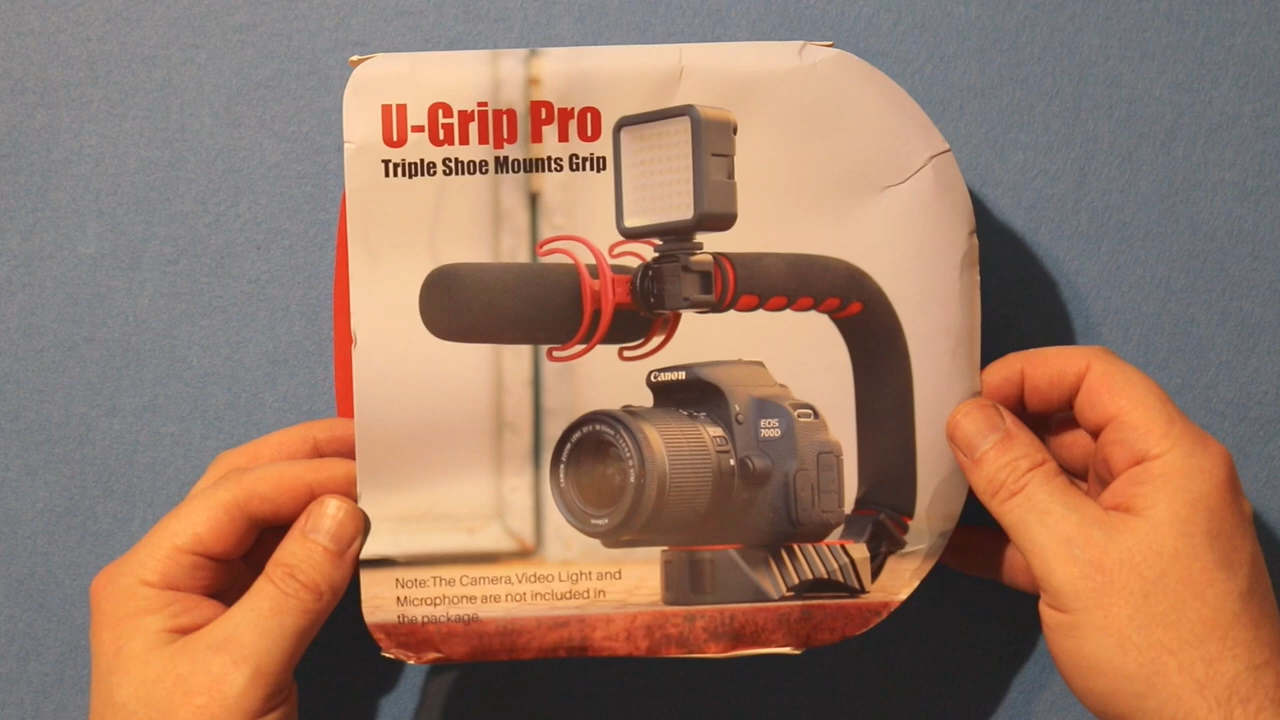 U-Grip Pro
Triple Shoe Mounts Grip
Canon
EOS
700D
Note:The Camera,Video Light and
Microphone are not included in
the package.